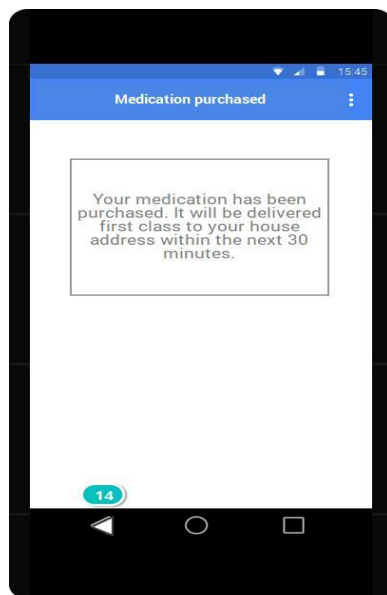 15:45
Medication purchased
Your medication has been
purchased. It will be delivered
first class to your house
address within the next 30
minutes.
14